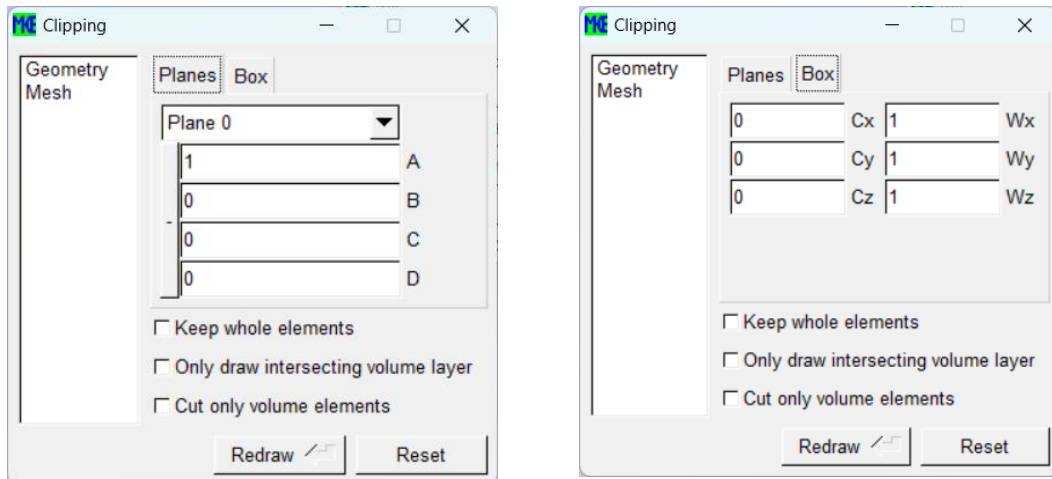 MKE Clipping
Geometry
Mesh
Planes Box
Plane 0
1 A
- 0 B
0 C
0 D
Keep whole elements
Only draw intersecting volume layer
Cut only volume elements
Redraw Reset
MKE Clipping
Geometry
Mesh
Planes Box
0 Cx 1 Wx
0 Cy 1 Wy
0 Cz 1 Wz
Keep whole elements
Only draw intersecting volume layer
Cut only volume elements
Redraw Reset